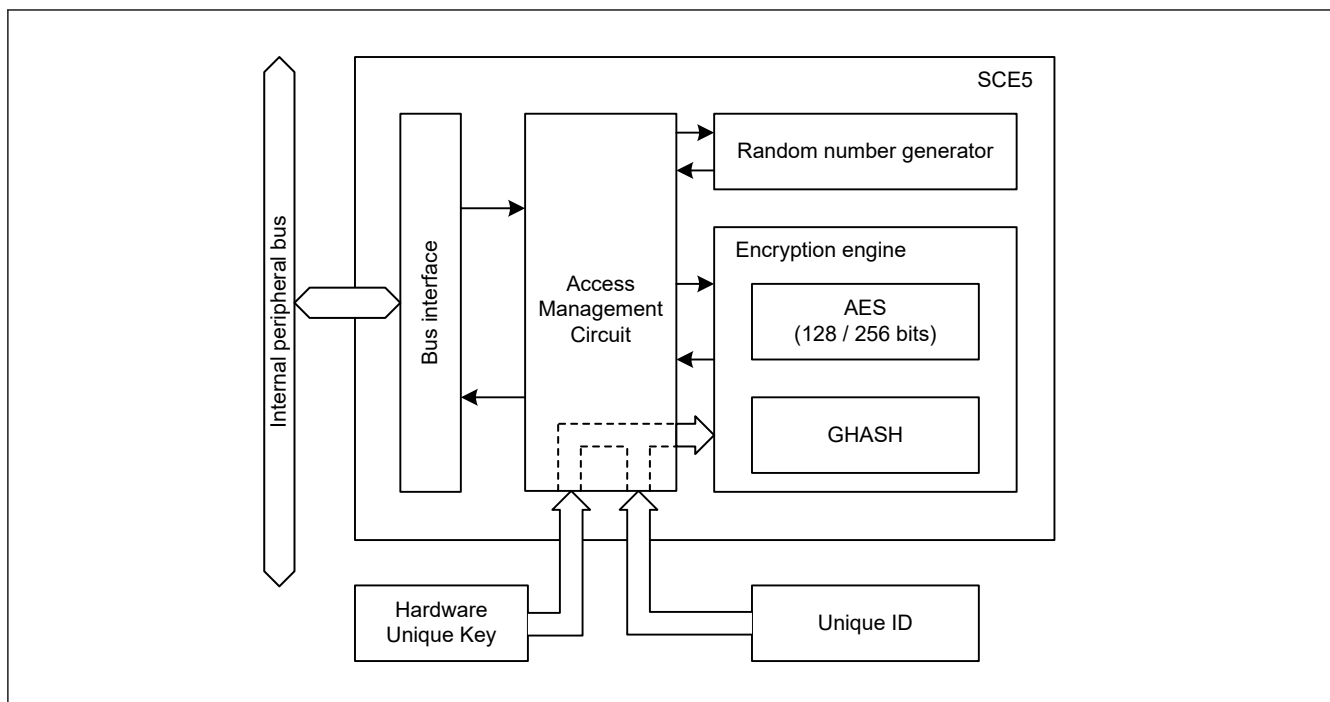 SCE5
Internal peripheral bus
Bus interface
Access
Management
Circuit
Random number generator
Encryption engine
AES
(128 / 256 bits)
GHASH
Hardware
Unique Key
Unique ID